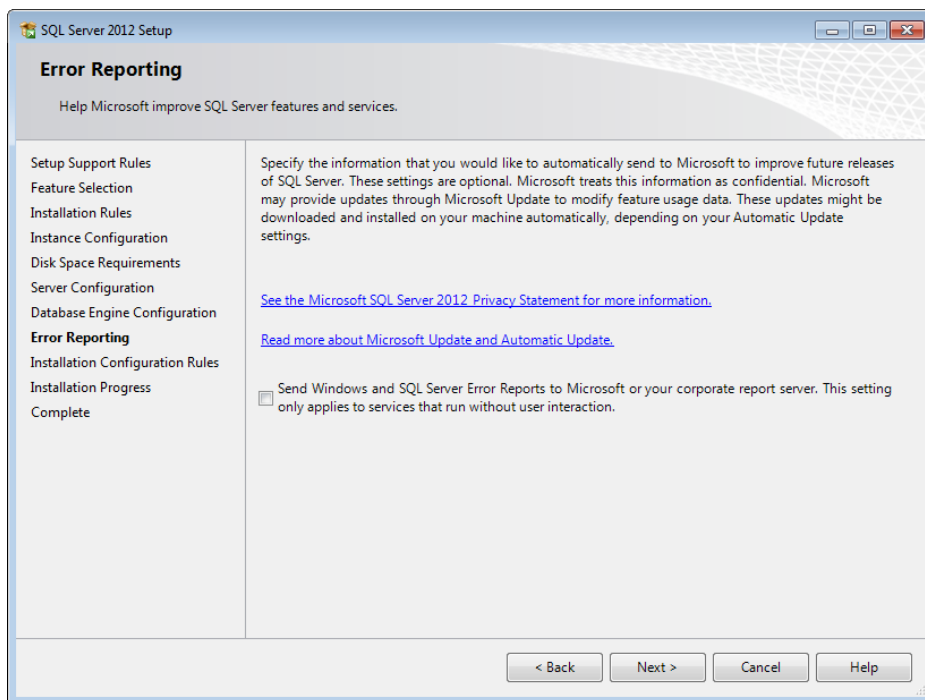 SQL Server 2012 Setup
Error Reporting
Help Microsoft improve SQL Server features and services.
Setup Support Rules
Feature Selection
Installation Rules
Instance Configuration
Disk Space Requirements
Server Configuration
Database Engine Configuration
Error Reporting
Installation Configuration Rules
Installation Progress
Complete
Specify the information that you would like to automatically send to Microsoft to improve future releases
of SQL Server. These settings are optional. Microsoft treats this information as confidential. Microsoft
may provide updates through Microsoft Update to modify feature usage data. These updates might be
downloaded and installed on your machine automatically, depending on your Automatic Update
settings.
See the Microsoft SQL Server 2012 Privacy Statement for more information.
Read more about Microsoft Update and Automatic Update.
Send Windows and SQL Server Error Reports to Microsoft or your corporate report server. This setting
only applies to services that run without user interaction.
< Back
Next >
Cancel
Help